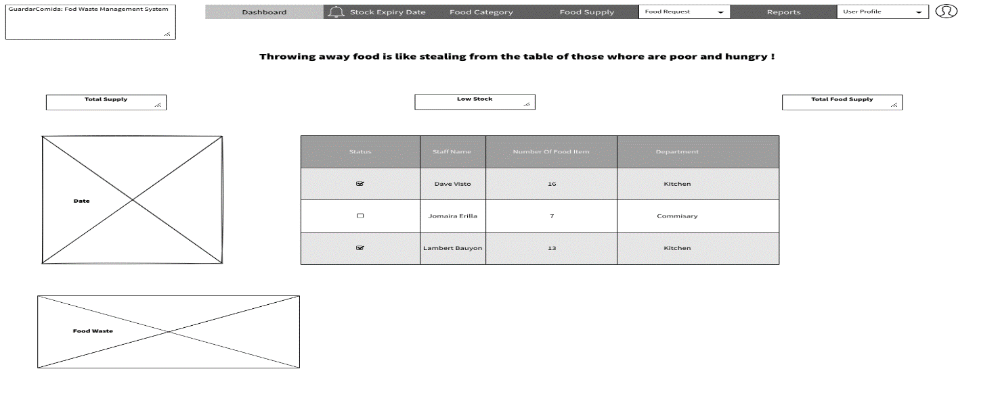 GuardarComida: Fod Waste Management System
Dashboard Stock Expiry Date Food Category Food Supply Food Request Reports User Profile
Throwing away food is like stealing from the table of those whore are poor and hungry !
Total Supply Low Stock Total Food Supply
Status Staff Name Number Of Food Item Department
Dave Visto 16 Kitchen
Date
Jomaira Erilla 7 Commisary
Lambert Bauyon 13 Kitchen
Food Waste